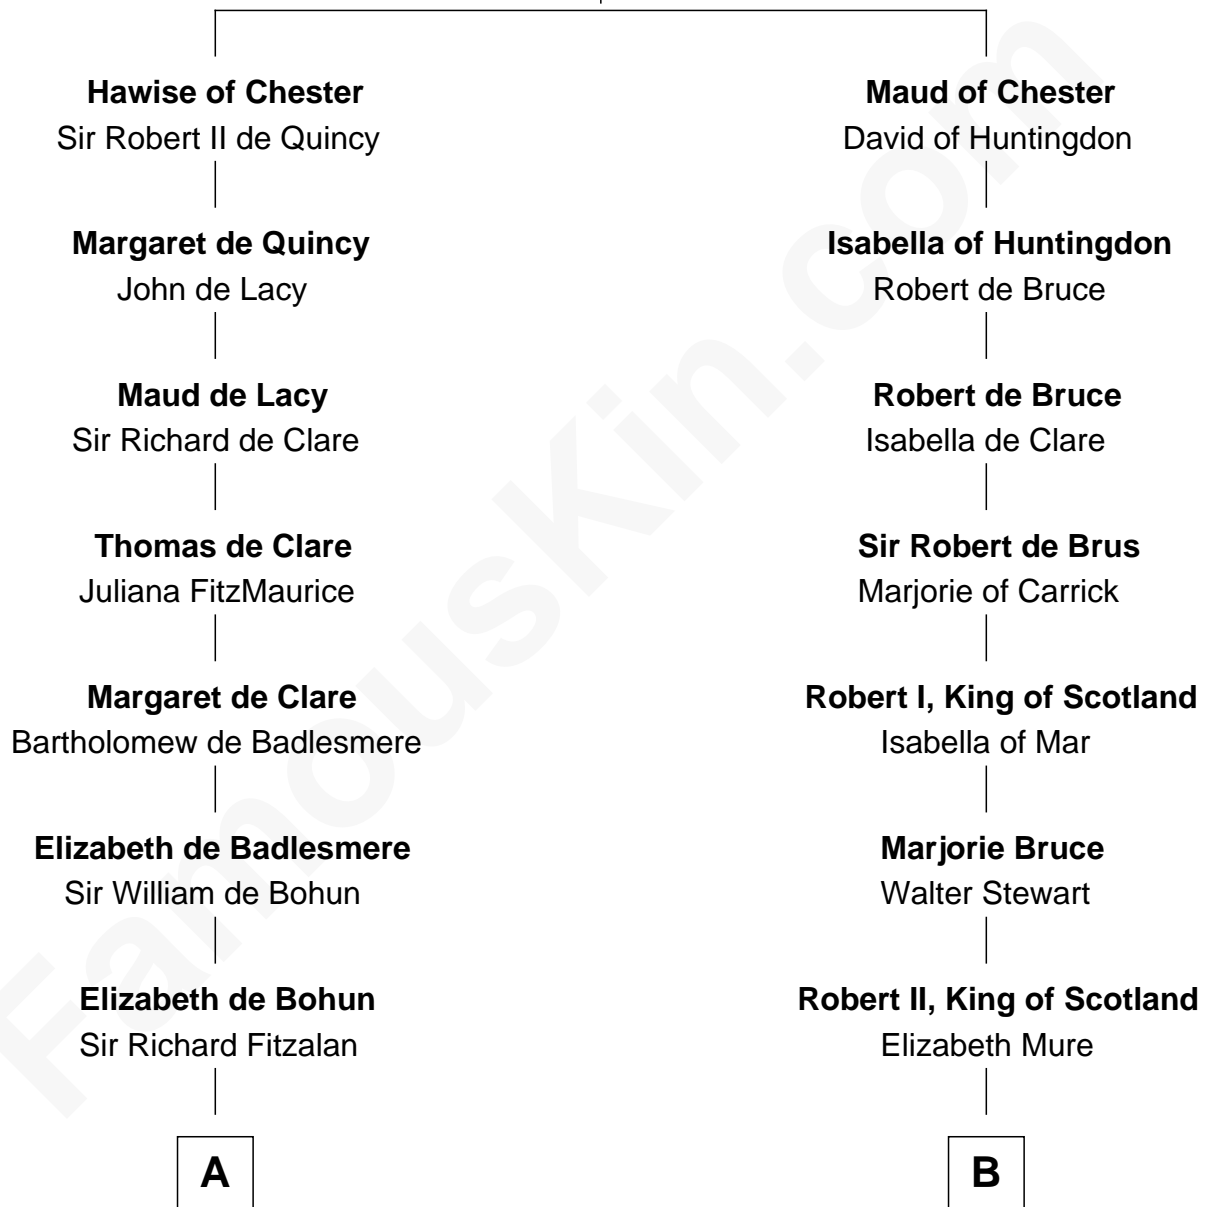 Hawise of Chester
Sir Robert II de Quincy
Margaret de Quincy
John de Lacy
Maud de Lacy
Sir Richard de Clare
Thomas de Clare
Juliana FitzMaurice
Margaret de Clare
Bartholomew de Badlesmere
Elizabeth de Badlesmere
Sir William de Bohun
Elizabeth de Bohun
Sir Richard Fitzalan
A
Maud of Chester
David of Huntingdon
Isabella of Huntingdon
Robert de Bruce
Robert de Bruce
Isabella de Clare
Sir Robert de Brus
Marjorie of Carrick
Robert I, King of Scotland
Isabella of Mar
Marjorie Bruce
Walter Stewart
Robert II, King of Scotland
Elizabeth Mure
B
FamousKin.com